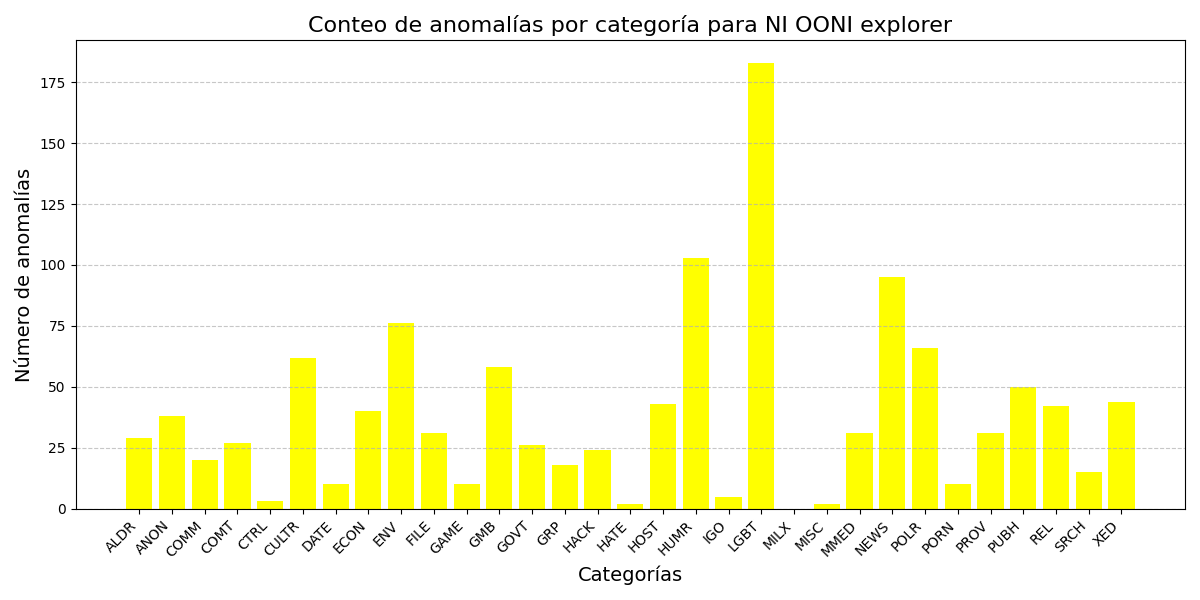 Conteo de anomalías por categoría para NI OONI explorer
Número de anomalías
175
150
125
100
75
50
25
0
ALDR
ANON
COMM
COMT
CTRL
CULTR
DATE
ECON
ENV
FILE
GAME
GMB
GOVT
GRP
HACK
HATE
HOST
HUMR
IGO
LGBT
MILX
MISC
MMED
NEWS
POLR
PORN
PROV
PUBH
REL
SRCH
XED
Categorías